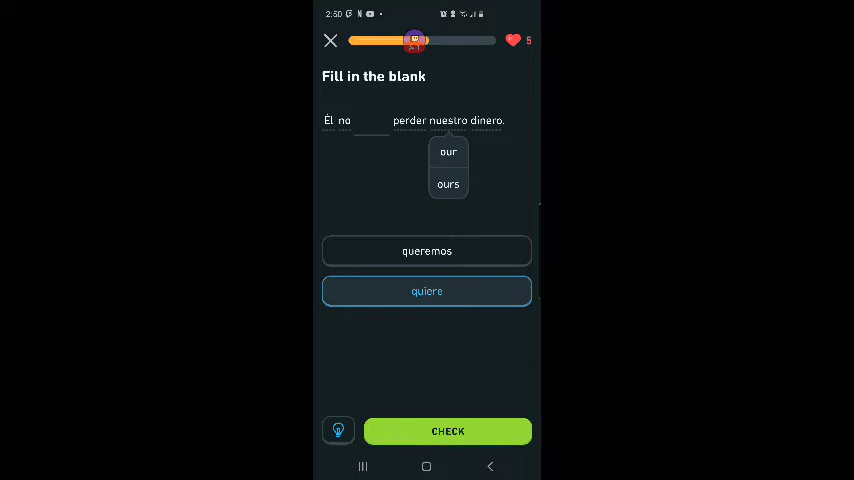 2:50
5
Fill in the blank
Él no perder nuestro dinero.
our
ours
queremos
quiere
CHECK